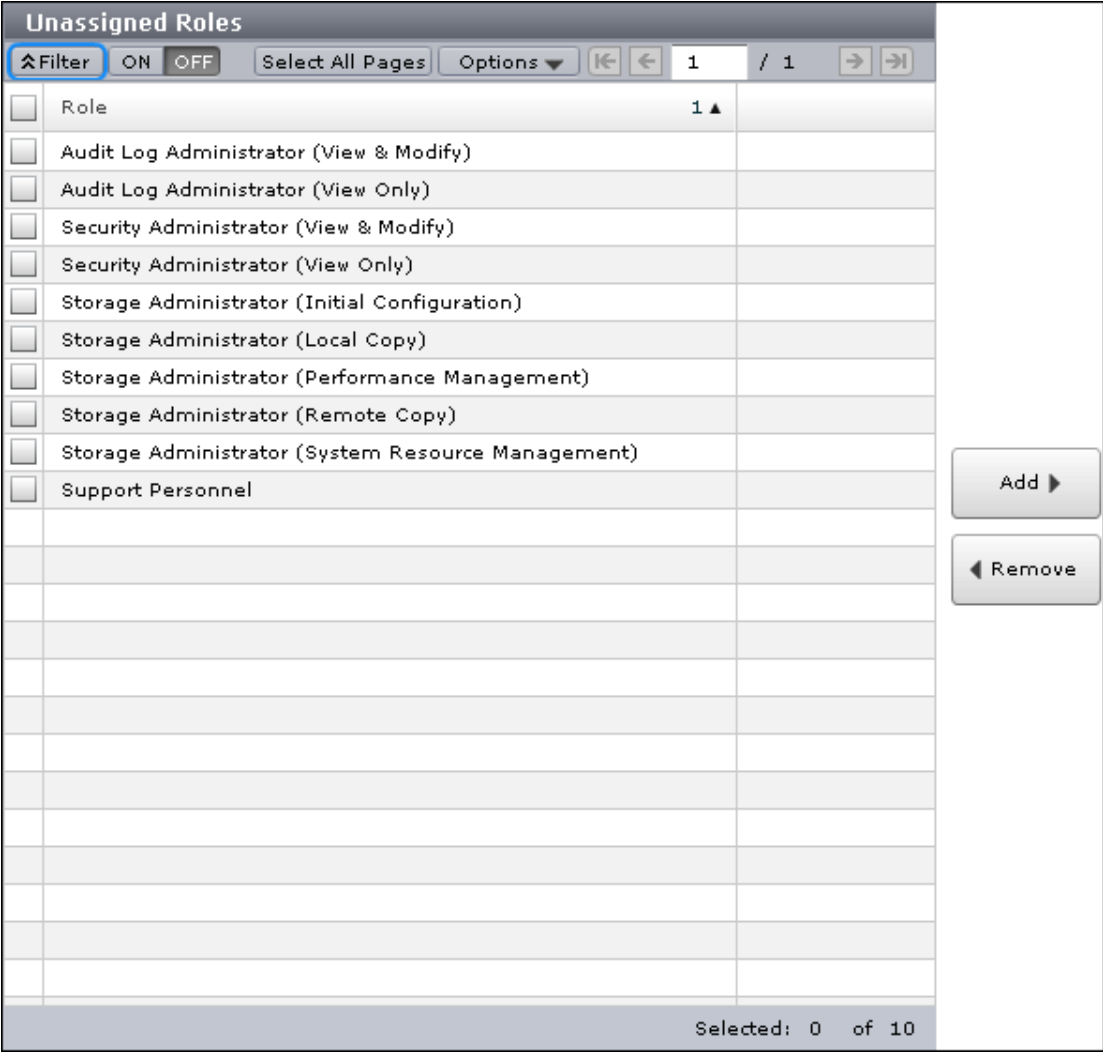 Unassigned Roles
Filter ON OFF Select All Pages Options 1 / 1
Role 1
Audit Log Administrator (View & Modify)
Audit Log Administrator (View Only)
Security Administrator (View & Modify)
Security Administrator (View Only)
Storage Administrator (Initial Configuration)
Storage Administrator (Local Copy)
Storage Administrator (Performance Management)
Storage Administrator (Remote Copy)
Storage Administrator (System Resource Management)
Support Personnel
Add
Remove
Selected: 0 of 10